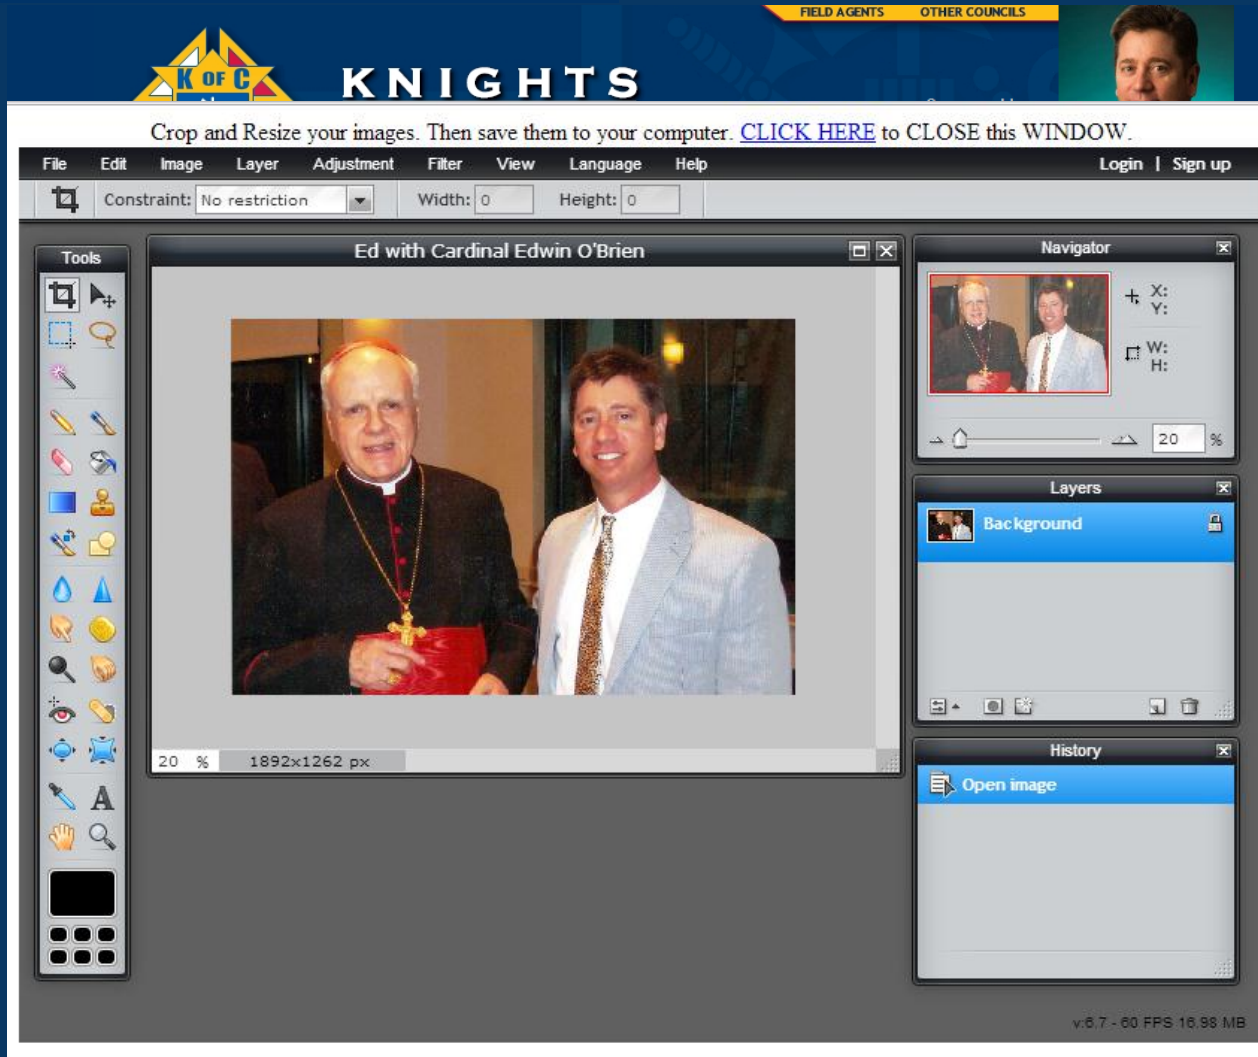 FIELD AGENTS OTHER COUNCILS
K OF C
KNIGHTS
Crop and Resize your images. Then save them to your computer. CLICK HERE to CLOSE this WINDOW.
File Edit Image Layer Adjustment Filter View Language Help Login | Sign up
Constraint: No restriction Width: 0 Height: 0
Tools
Ed with Cardinal Edwin O'Brien
20 % 1892x1262 px
Navigator
X:
Y:
W:
H:
20 %
Layers
Background
History
Open image
v:6.7 - 60 FPS 16.98 MB